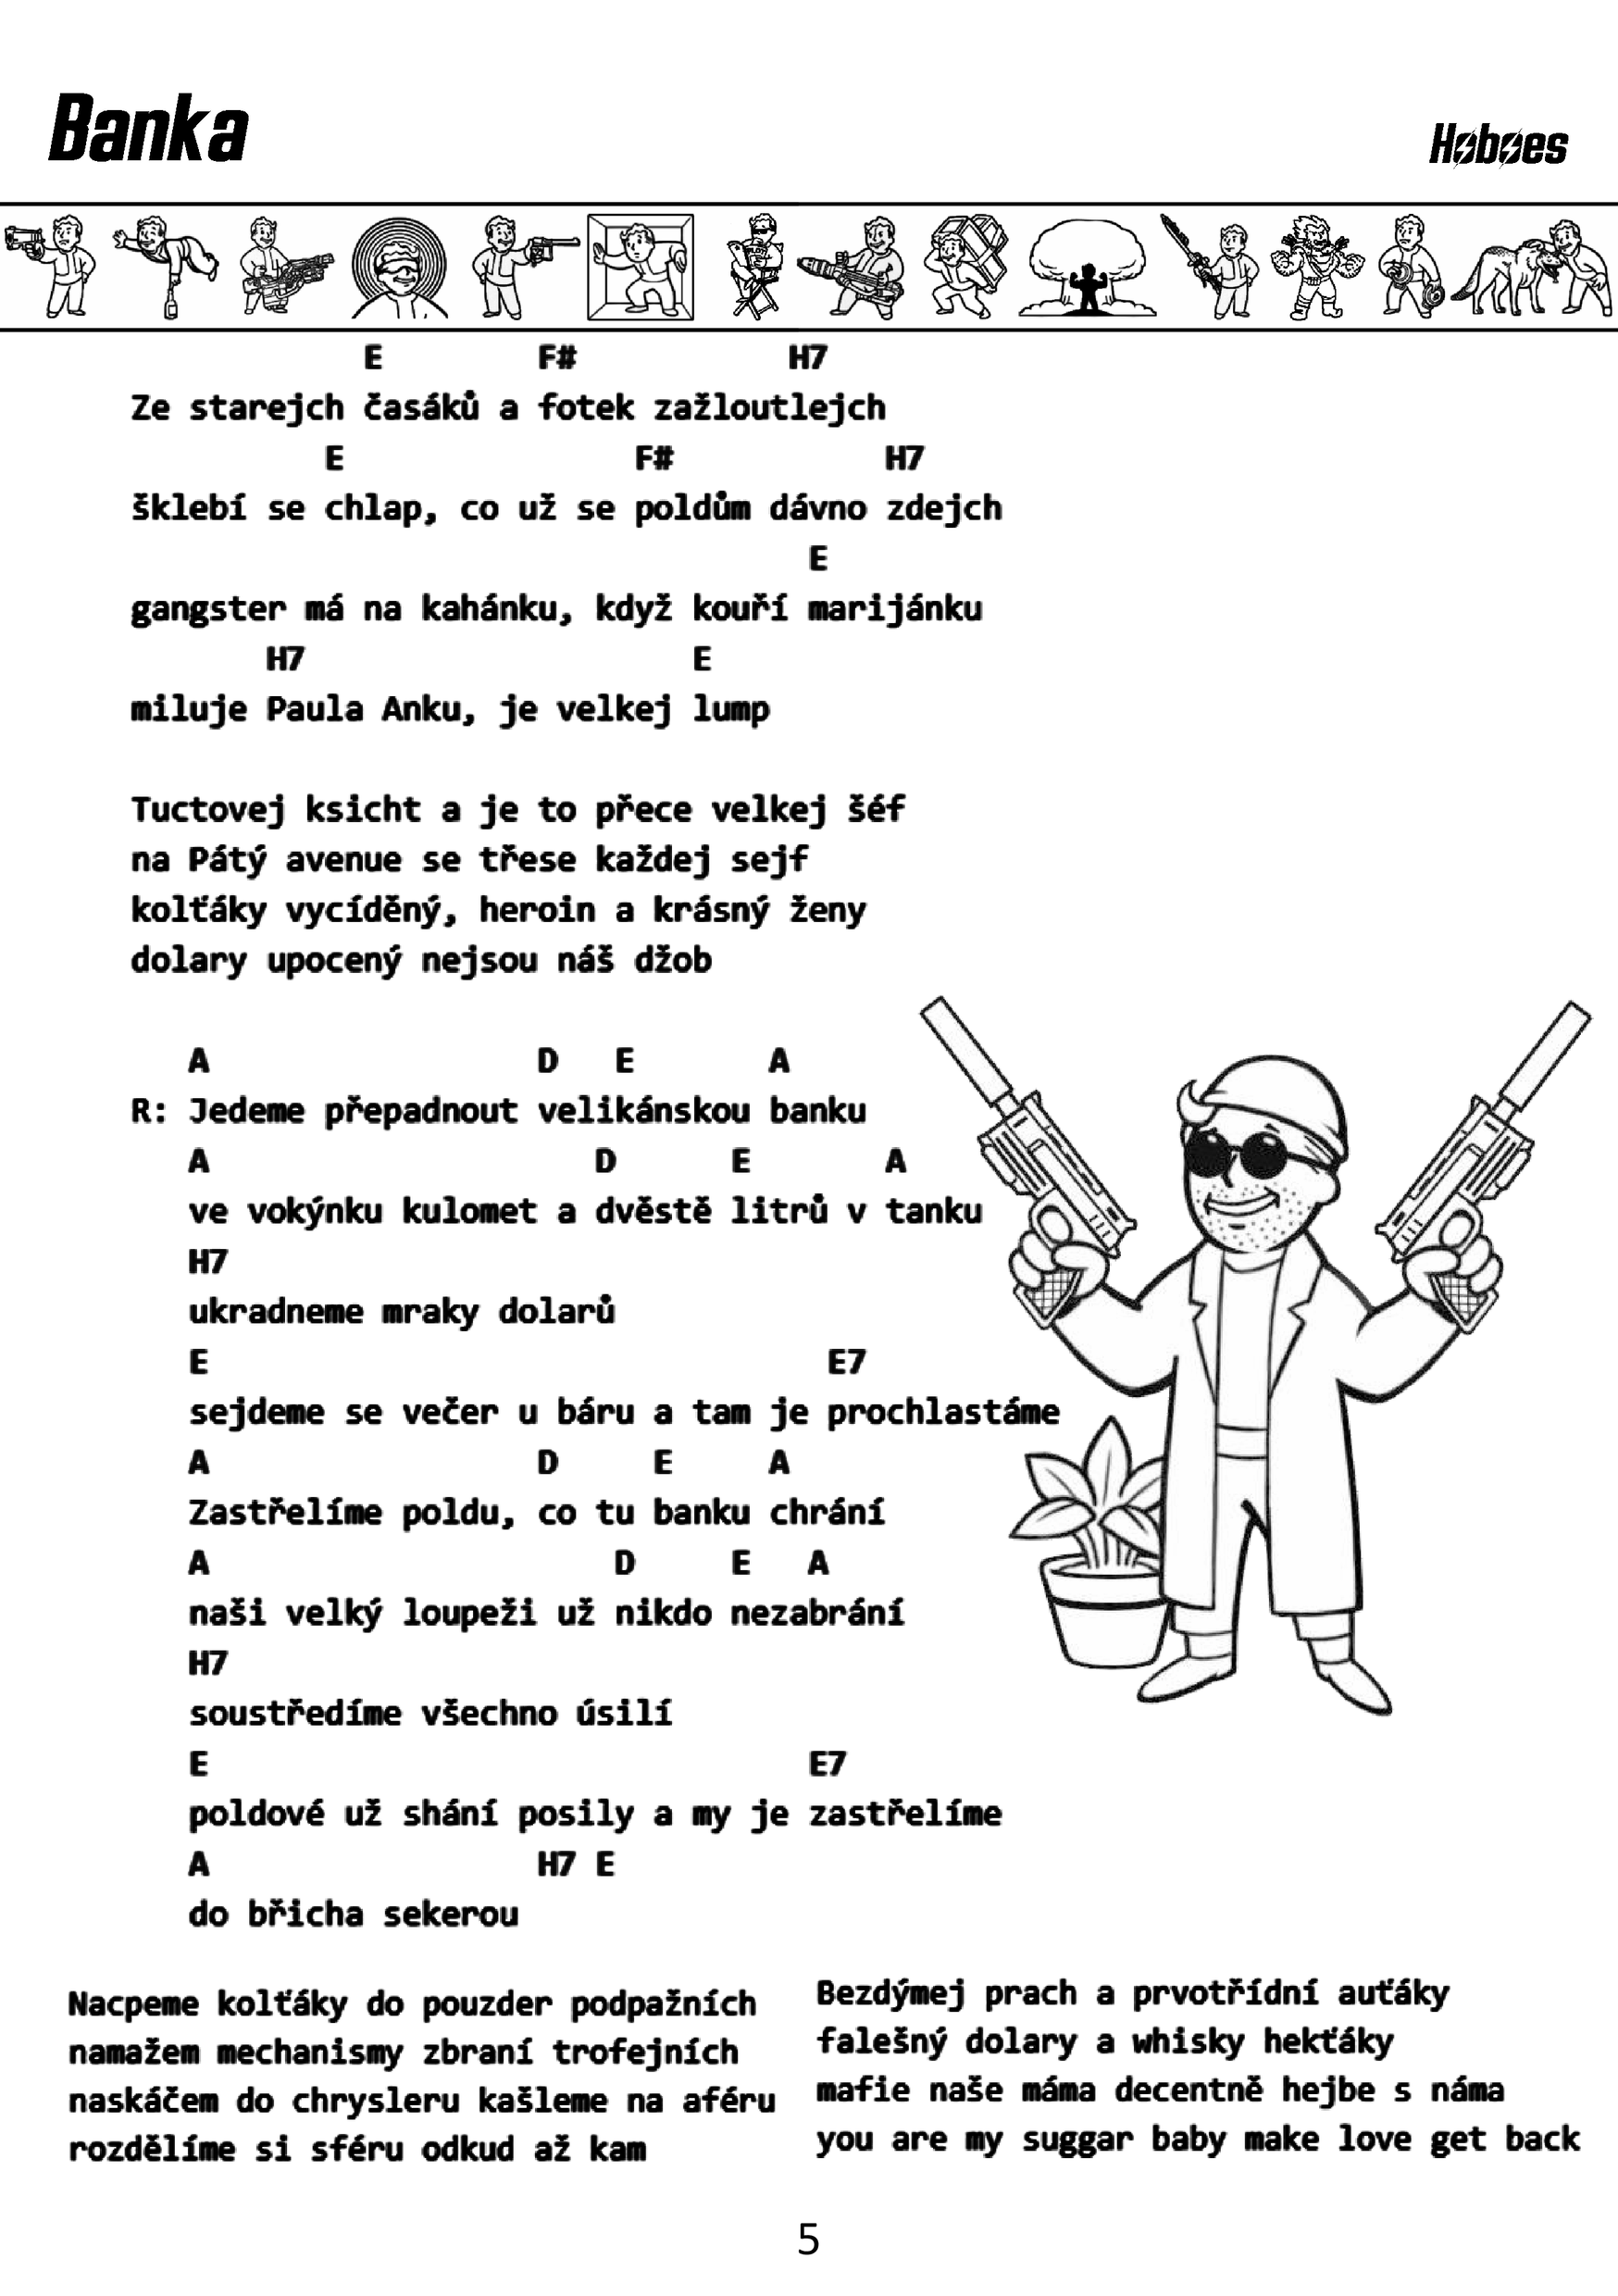 Banka
Hoboes
E F# H7
Ze starejch časáků a fotek zažloutlejch
E F# H7
šklebí se chlap, co už se poldům dávno zdejch
E
gangster má na kahánku, když kouří marijánku
H7 E
miluje Paula Anku, je velkej lump
Tuctovej ksicht a je to přece velkej šéf
na Pátý avenue se třese každej sejf
kolťáky vycíděný, heroin a krásný ženy
dolary upocený nejsou náš džob
A D E A
R: Jedeme přepadnout velikánskou banku
A D E A
ve vokýnku kulomet a dvěstě litrů v tanku
H7
ukradneme mraky dolarů
E E7
sejdeme se večer u báru a tam je prochlastáme
A D E A
Zastřelíme poldu, co tu banku chrání
A D E A
naši velký loupeži už nikdo nezabrání
H7
soustředíme všechno úsilí
E E7
poldové už shání posily a my je zastřelíme
A H7 E
do břicha sekerou
Nacpeme kolťáky do pouzder podpažních
namažem mechanismy zbraní trofejních
naskáčem do chrysleru kašleme na aféru
rozdělíme si sféru odkud až kam
Bezdýmej prach a prvotřídní auťáky
falešný dolary a whisky hekťáky
mafie naše máma decentně hejbe s náma
you are my suggar baby make love get back
5